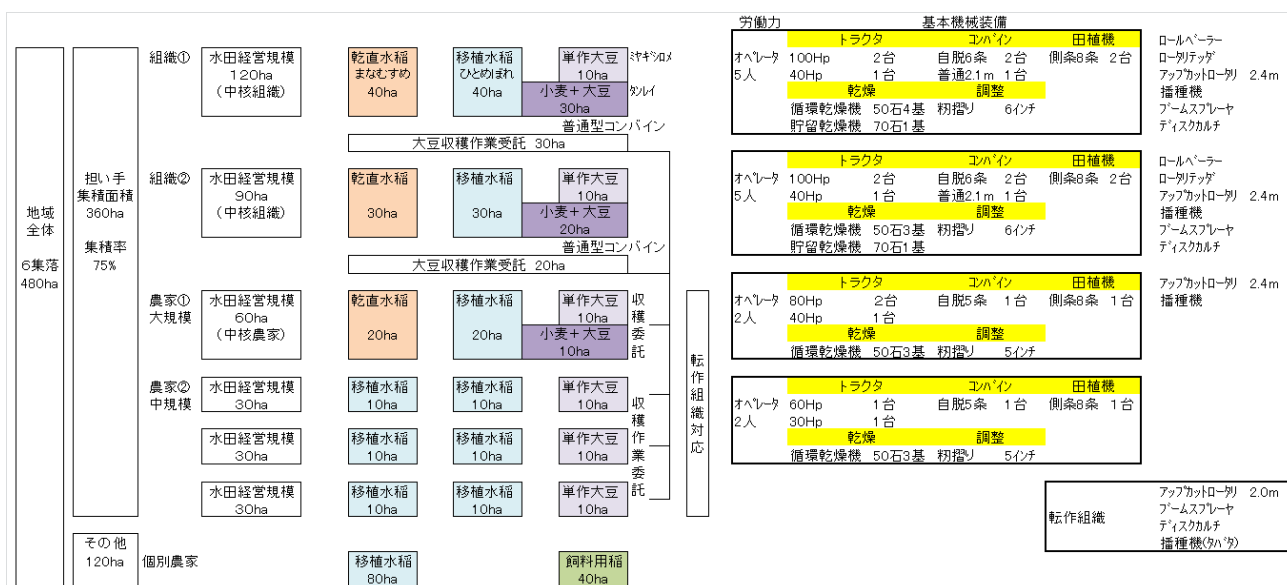 労働力 基本機械装備
地域
全体
6集落
480ha
担い手
集積面積
360ha
集積率
75%
組織①
水田経営規模
120ha
(中核組織)
乾直水稲
まなむすめ
40ha
移植水稲
ひとめぼれ
40ha
単作大豆
10ha
ミヤギシロメ
小麦+大豆
30ha
タンレイ
普通型コンバイン
大豆収穫作業受託 30ha
組織②
水田経営規模
90ha
(中核組織)
乾直水稲
30ha
移植水稲
30ha
単作大豆
10ha
小麦+大豆
20ha
普通型コンバイン
大豆収穫作業受託 20ha
農家①
大規模
水田経営規模
60ha
(中核農家)
乾直水稲
20ha
移植水稲
20ha
単作大豆
10ha
小麦+大豆
10ha
収穫委託
農家②
中規模
水田経営規模
30ha
移植水稲
10ha
移植水稲
10ha
単作大豆
10ha
水田経営規模
30ha
移植水稲
10ha
移植水稲
10ha
単作大豆
10ha
水田経営規模
30ha
移植水稲
10ha
移植水稲
10ha
単作大豆
10ha
収穫作業委託
転作組織対応
その他
120ha
個別農家
移植水稲
80ha
飼料用稲
40ha
トラクタ コンバイン 田植機
オペレータ 100Hp 2台 自脱6条 2台 側条8条 2台
5人 40Hp 1台 普通2.1m 1台
乾燥 調整
循環乾燥機 50石4基 籾摺り 6インチ
貯留乾燥機 70石1基
ロールベーラー
ロータリテッダ
アップカットロータリ 2.4m
播種機
ブームスプレーヤ
ディスクカルチ
トラクタ コンバイン 田植機
オペレータ 100Hp 2台 自脱6条 2台 側条8条 2台
5人 40Hp 1台 普通2.1m 1台
乾燥 調整
循環乾燥機 50石3基 籾摺り 6インチ
貯留乾燥機 70石1基
ロールベーラー
ロータリテッダ
アップカットロータリ 2.4m
播種機
ブームスプレーヤ
ディスクカルチ
トラクタ コンバイン 田植機
オペレータ 80Hp 2台 自脱5条 1台 側条8条 1台
2人 40Hp 1台
乾燥 調整
循環乾燥機 50石3基 籾摺り 5インチ
アップカットロータリ 2.4m
播種機
トラクタ コンバイン 田植機
オペレータ 60Hp 1台 自脱5条 1台 側条8条 1台
2人 30Hp 1台
乾燥 調整
循環乾燥機 50石3基 籾摺り 5インチ
転作組織
アップカットロータリ 2.0m
ブームスプレーヤ
ディスクカルチ
播種機(タバタ)